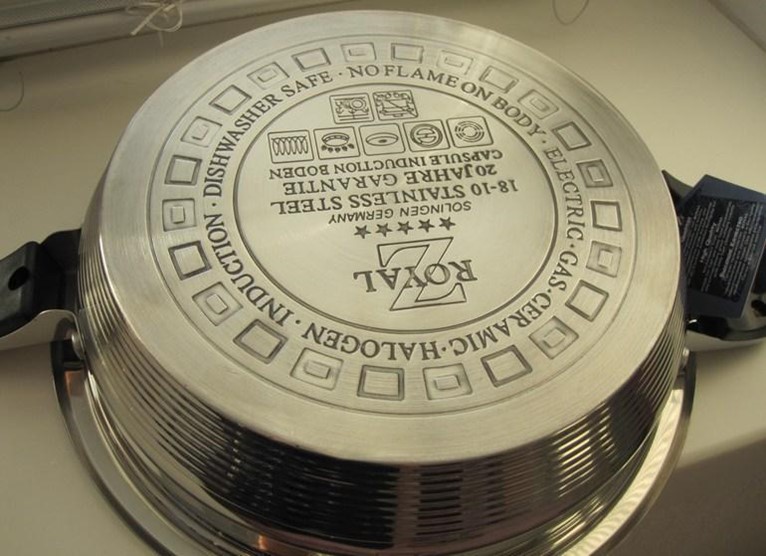 Z
ROYAL
SOLINGEN GERMANY
18-10 STAINLESS STEEL
20 JAHRE GARANTIE
CAPSULE INDUCTION BODEN
DISHWASHER SAFE · NO FLAME ON BODY · ELECTRIC · GAS · CERAMIC · HALOGEN · INDUCTION ·